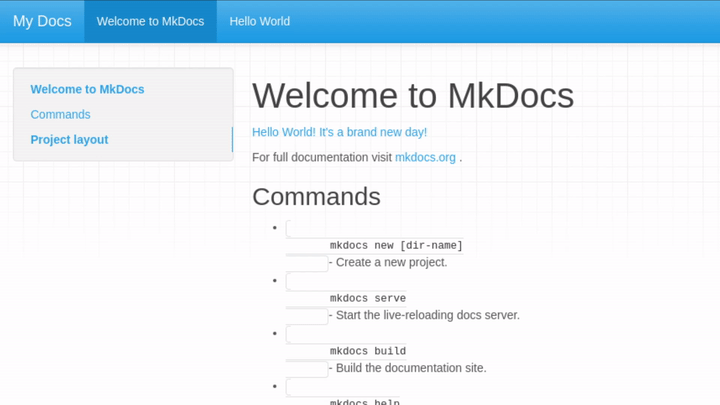 My Docs Welcome to MkDocs Hello World
Welcome to MkDocs
Commands
Project layout
Welcome to MkDocs
Hello World! It's a brand new day!
For full documentation visit mkdocs.org .
Commands
mkdocs new [dir-name]
- Create a new project.
mkdocs serve
- Start the live-reloading docs server.
mkdocs build
- Build the documentation site.
mkdocs help